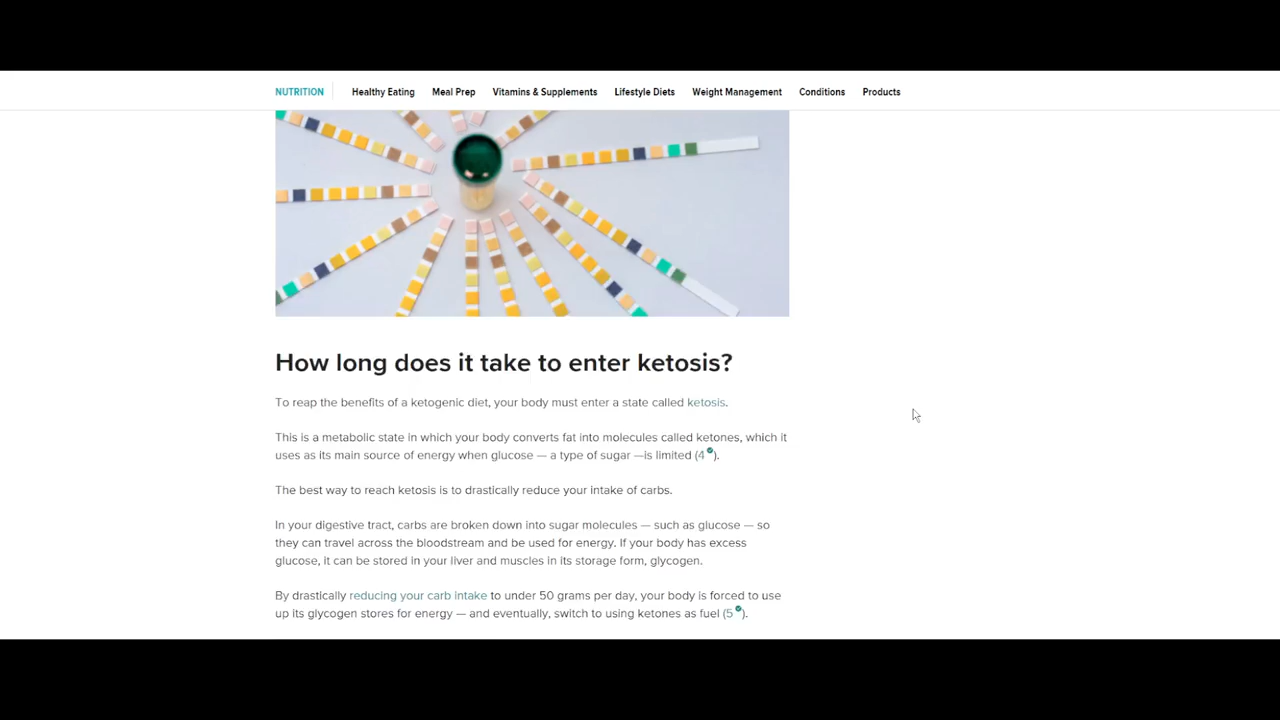 NUTRITION Healthy Eating Meal Prep Vitamins & Supplements Lifestyle Diets Weight Management Conditions Products
How long does it take to enter ketosis?
To reap the benefits of a ketogenic diet, your body must enter a state called ketosis.
This is a metabolic state in which your body converts fat into molecules called ketones, which it
uses as its main source of energy when glucose — a type of sugar —is limited (4).
The best way to reach ketosis is to drastically reduce your intake of carbs.
In your digestive tract, carbs are broken down into sugar molecules — such as glucose — so
they can travel across the bloodstream and be used for energy. If your body has excess
glucose, it can be stored in your liver and muscles in its storage form, glycogen.
By drastically reducing your carb intake to under 50 grams per day, your body is forced to use
up its glycogen stores for energy — and eventually, switch to using ketones as fuel (5).